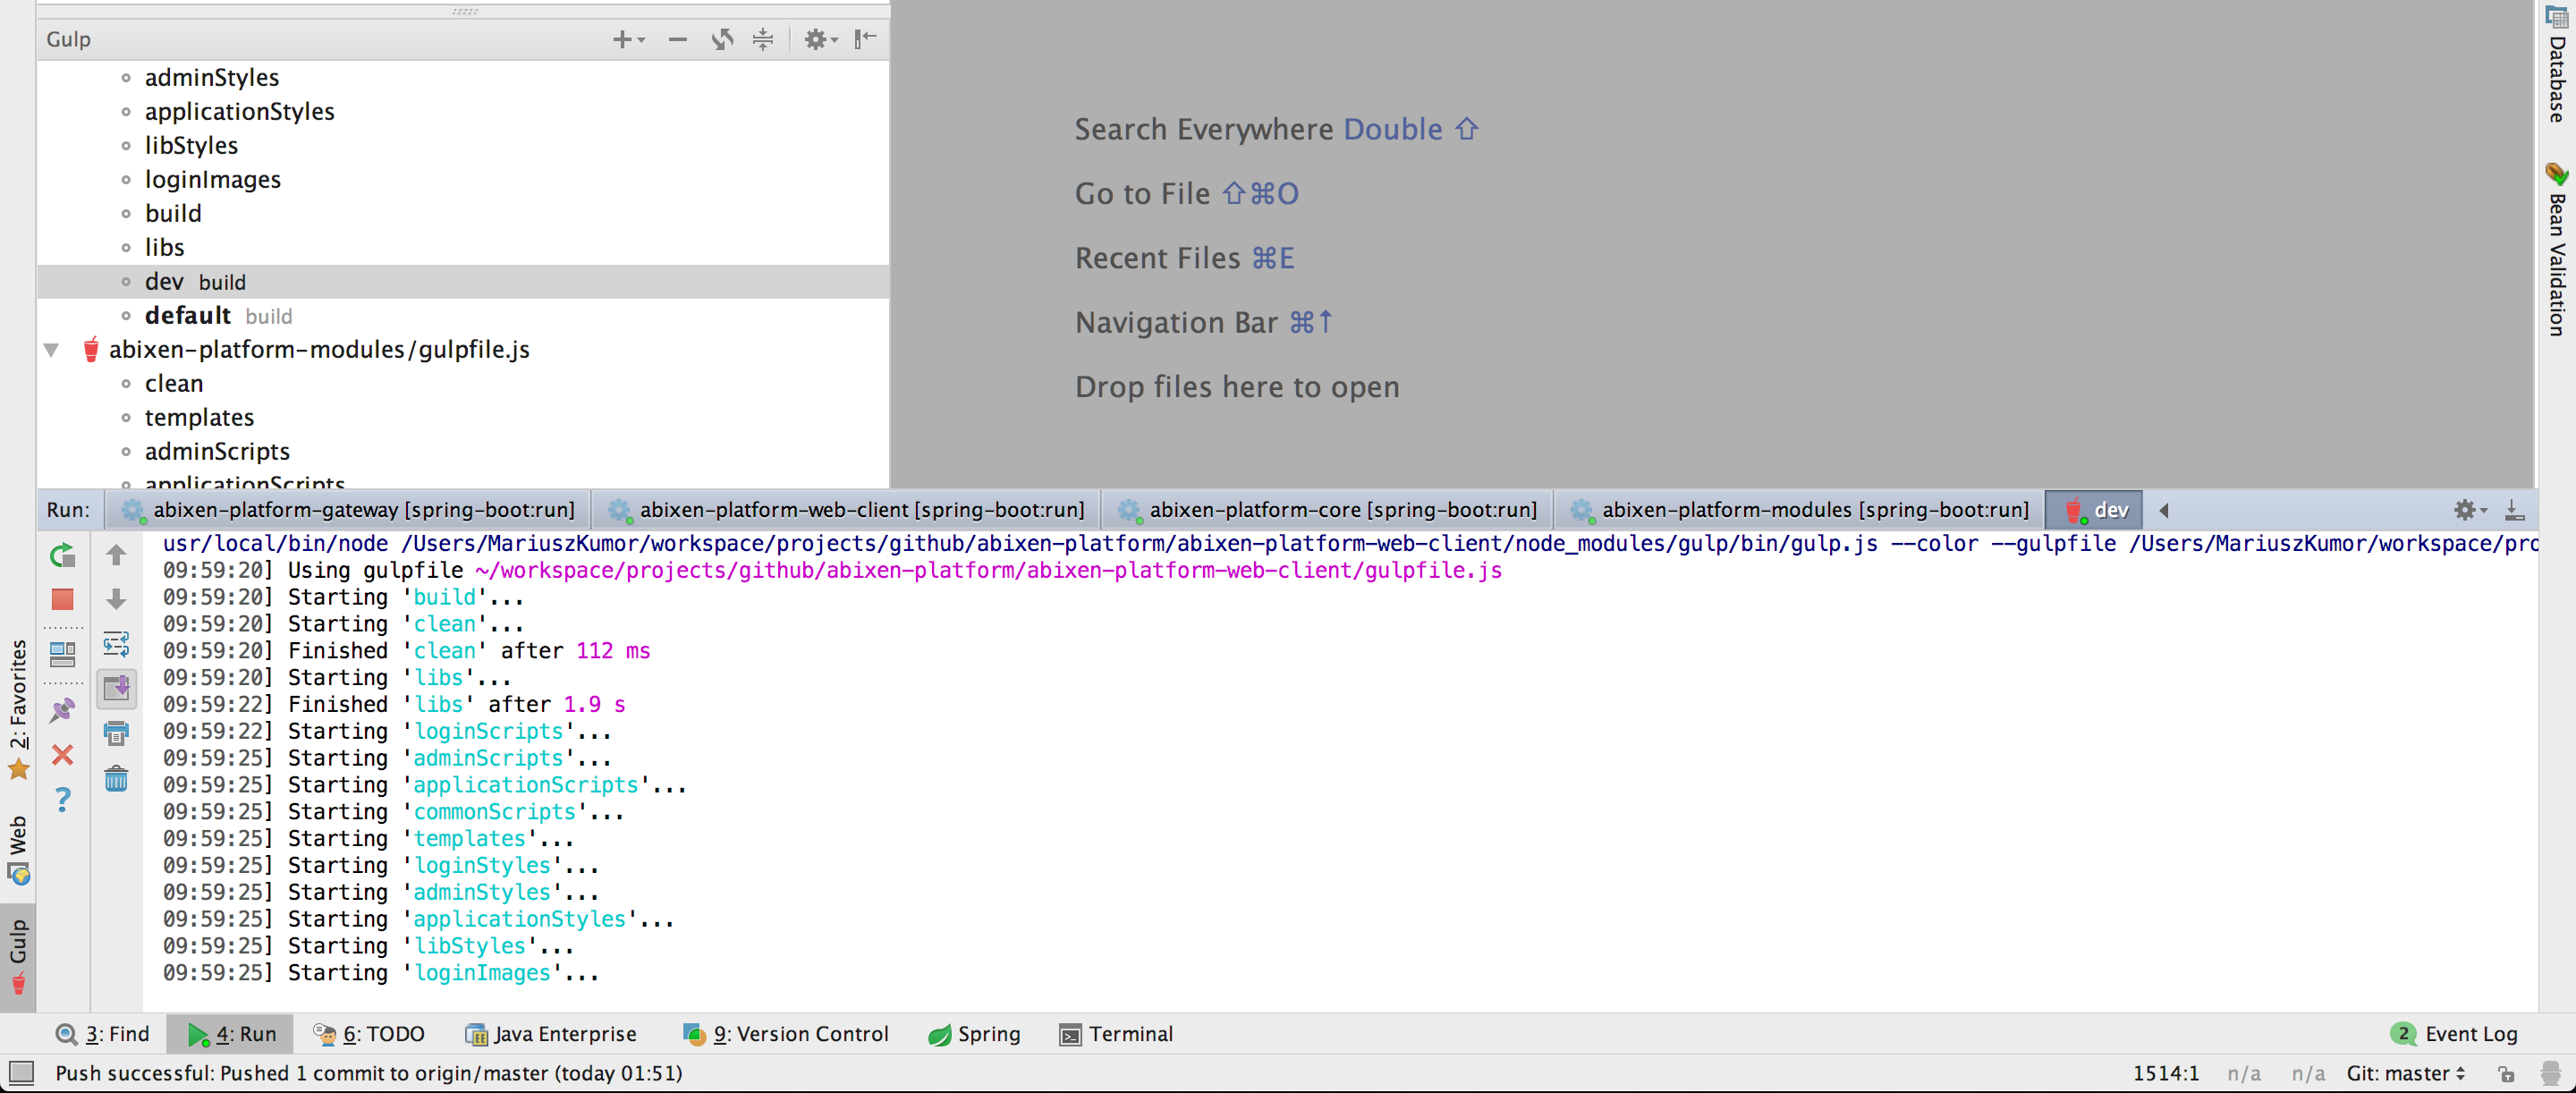 Gulp
adminStyles
applicationStyles
libStyles
loginImages
build
libs
dev build
default build
abixen-platform-modules/gulpfile.js
clean
templates
adminScripts
applicationScripts
Search Everywhere Double ⇧
Go to File ⇧⌘O
Recent Files ⌘E
Navigation Bar ⌘↑
Drop files here to open
Database
Bean Validation
Run: abixen-platform-gateway [spring-boot:run] abixen-platform-web-client [spring-boot:run] abixen-platform-core [spring-boot:run] abixen-platform-modules [spring-boot:run] dev
usr/local/bin/node /Users/MariuszKumor/workspace/projects/github/abixen-platform/abixen-platform-web-client/node_modules/gulp/bin/gulp.js --color --gulpfile /Users/MariuszKumor/workspace/pro
09:59:20] Using gulpfile ~/workspace/projects/github/abixen-platform/abixen-platform-web-client/gulpfile.js
09:59:20] Starting 'build'...
09:59:20] Starting 'clean'...
09:59:20] Finished 'clean' after 112 ms
09:59:20] Starting 'libs'...
09:59:22] Finished 'libs' after 1.9 s
09:59:22] Starting 'loginScripts'...
09:59:25] Starting 'adminScripts'...
09:59:25] Starting 'applicationScripts'...
09:59:25] Starting 'commonScripts'...
09:59:25] Starting 'templates'...
09:59:25] Starting 'loginStyles'...
09:59:25] Starting 'adminStyles'...
09:59:25] Starting 'applicationStyles'...
09:59:25] Starting 'libStyles'...
09:59:25] Starting 'loginImages'...
2: Favorites
Web
Gulp
3: Find 4: Run 6: TODO Java Enterprise 9: Version Control Spring Terminal 2 Event Log
Push successful: Pushed 1 commit to origin/master (today 01:51) 1514:1 n/a n/a Git: master